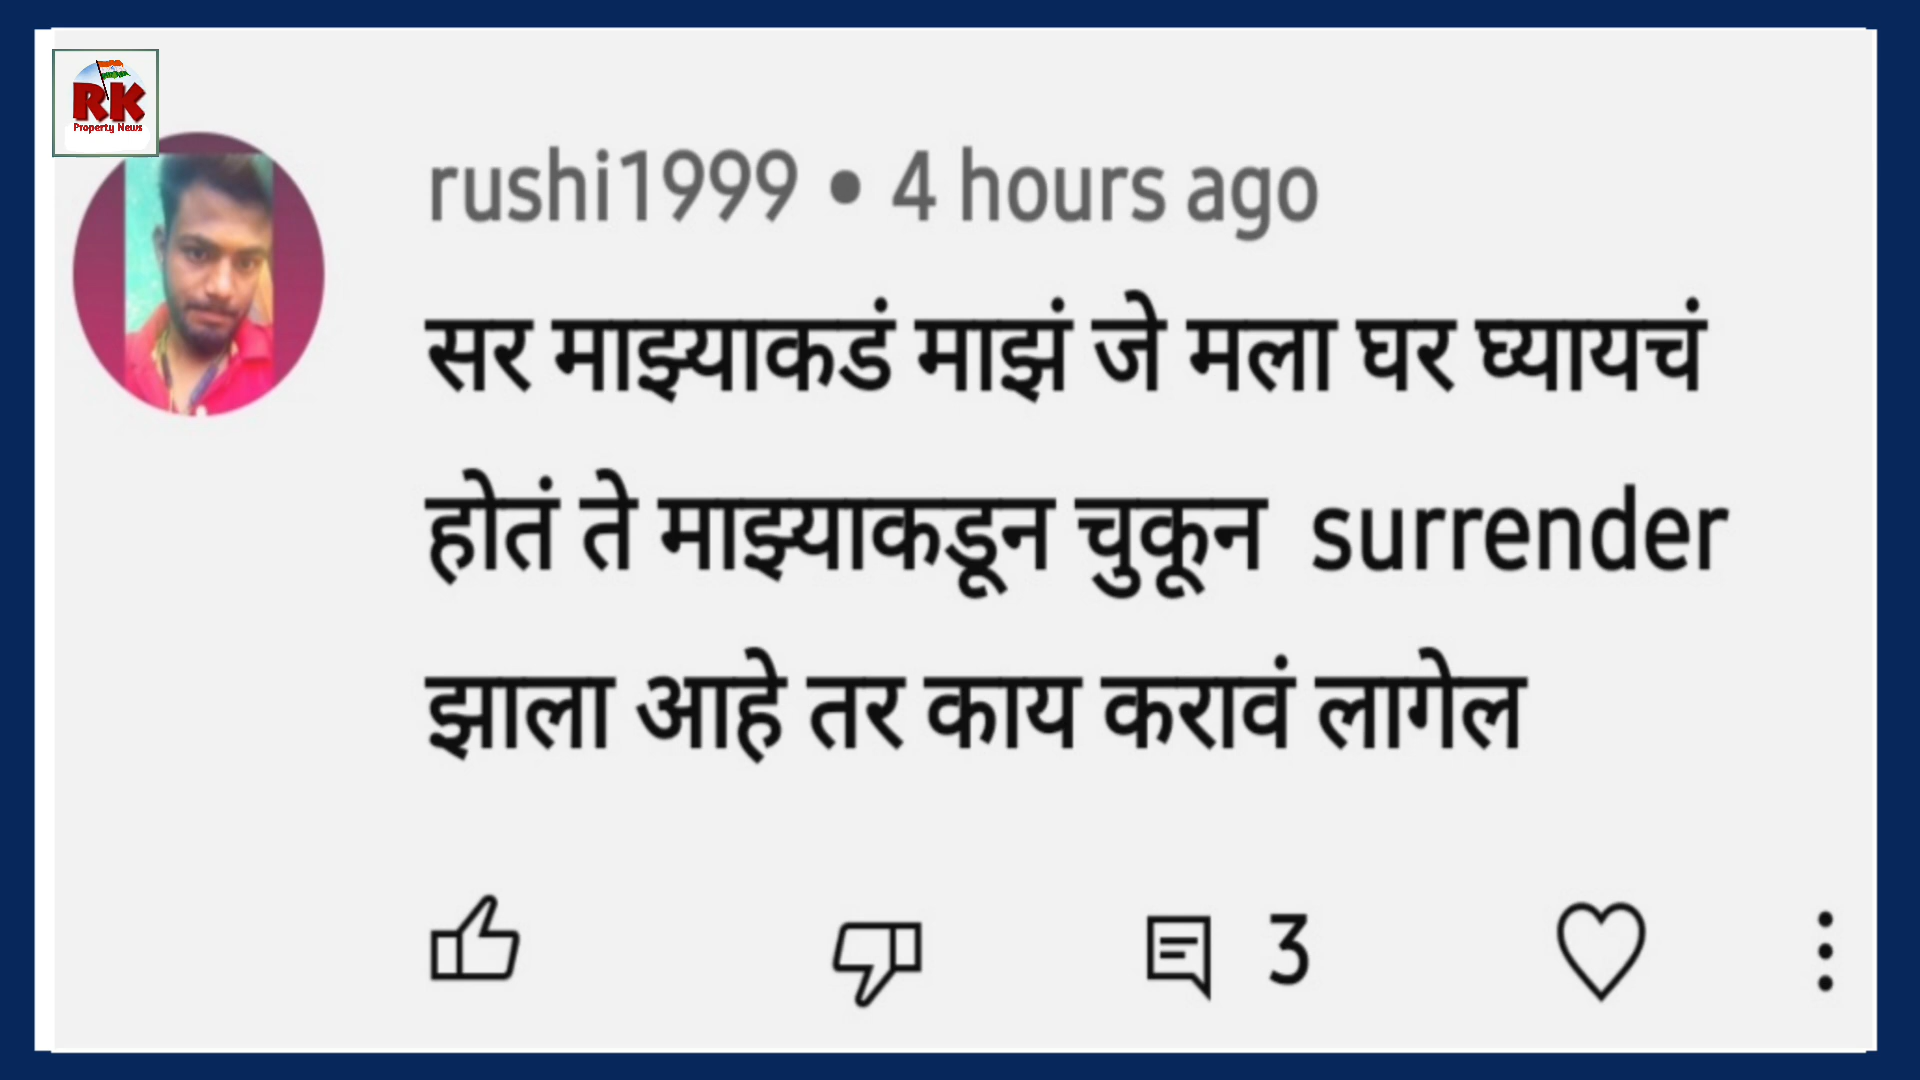 RK
Property News
rushi1999 • 4 hours ago
सर माझ्याकडं माझं जे मला घर घ्यायचं
होतं ते माझ्याकडून चुकून surrender
झाला आहे तर काय करावं लागेल
3